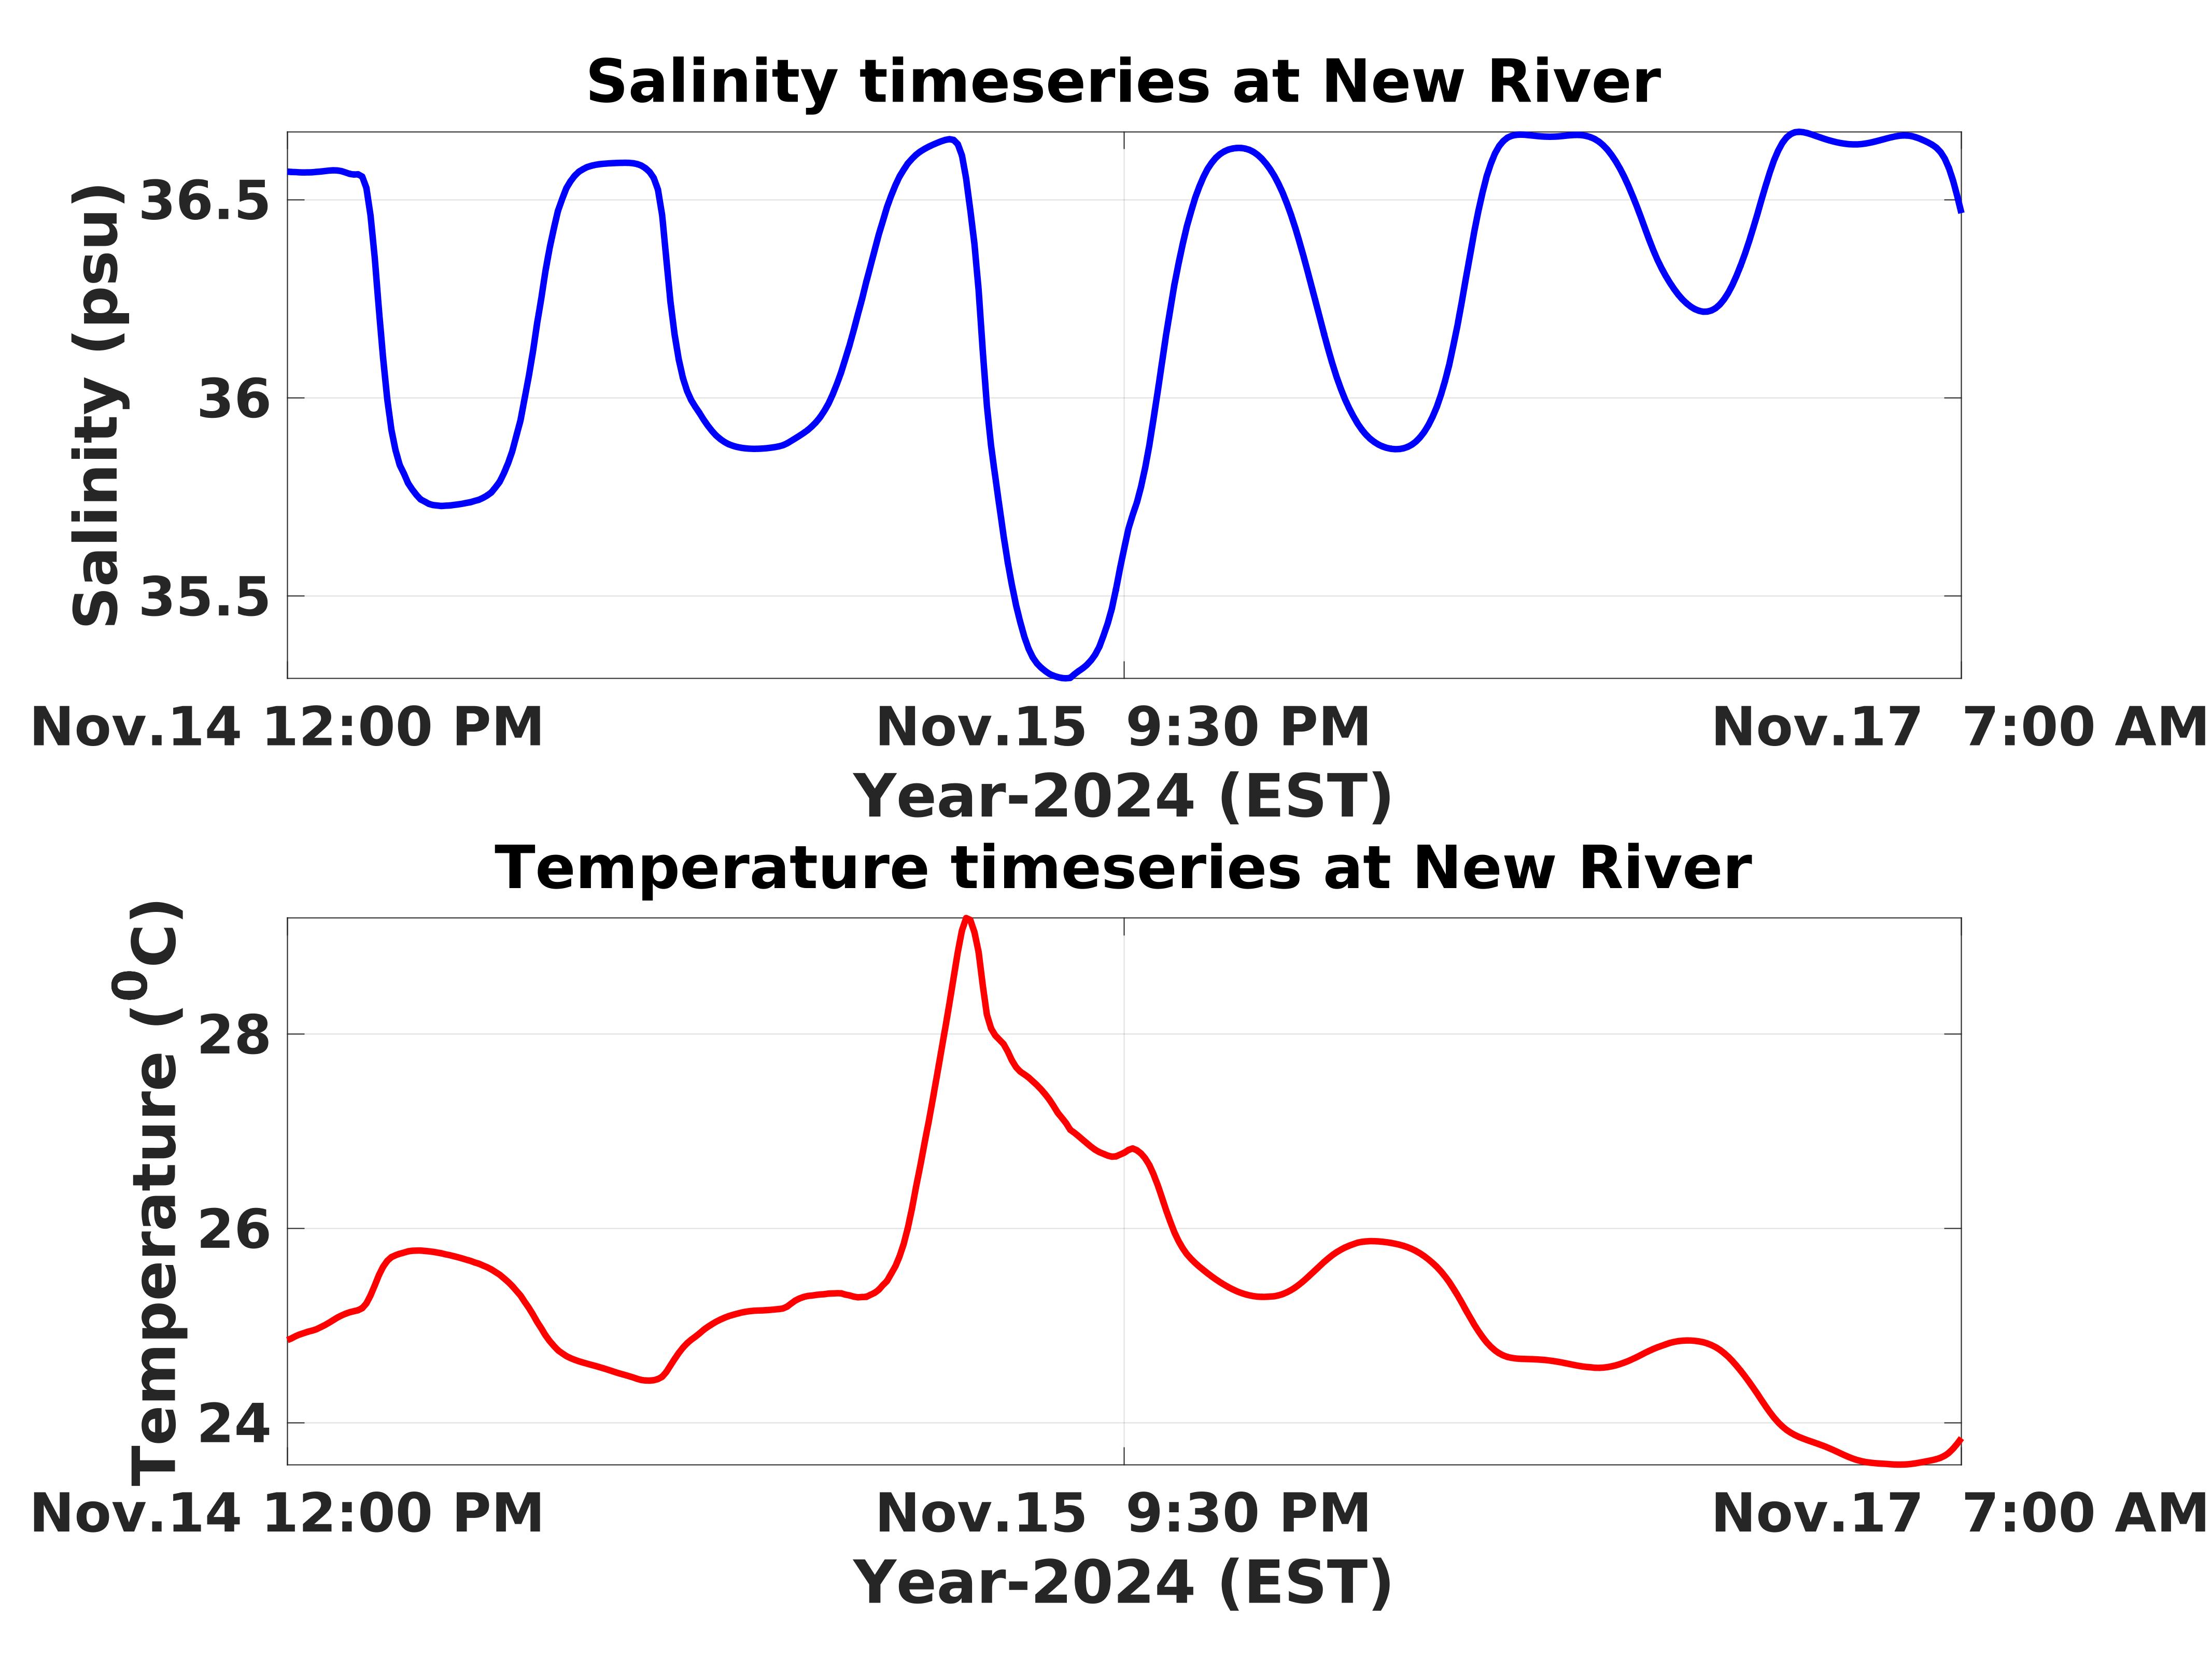 Salinity timeseries at New River
Salinity (psu)
36.5
36
35.5
Nov.14 12:00 PM Nov.15 9:30 PM Nov.17 7:00 AM
Year-2024 (EST)
Temperature timeseries at New River
Temperature (⁰C)
28
26
24
Nov.14 12:00 PM Nov.15 9:30 PM Nov.17 7:00 AM
Year-2024 (EST)